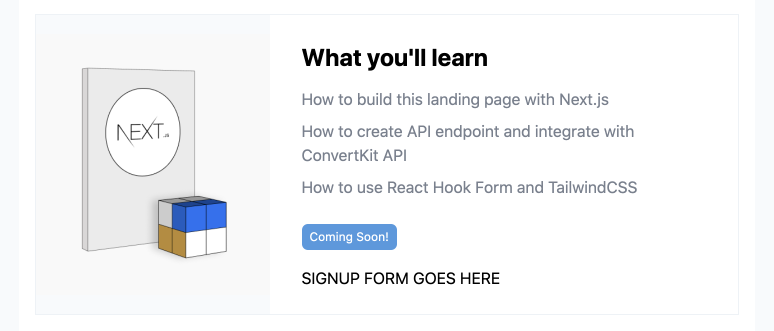 NEXT.js
What you'll learn
How to build this landing page with Next.js
How to create API endpoint and integrate with
ConvertKit API
How to use React Hook Form and TailwindCSS
Coming Soon!
SIGNUP FORM GOES HERE